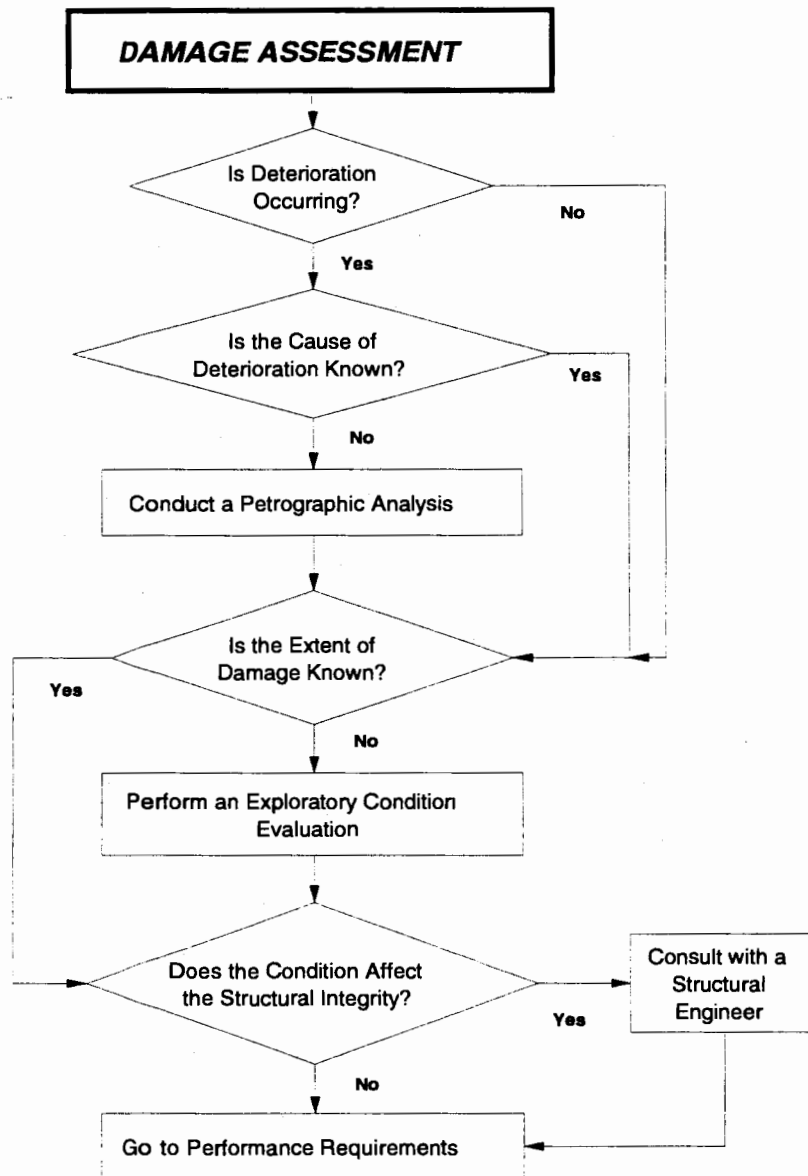 DAMAGE ASSESSMENT
Is Deterioration
Occurring?
No
Yes
Is the Cause of
Deterioration Known?
Yes
No
Conduct a Petrographic Analysis
Is the Extent of
Damage Known?
Yes
No
Perform an Exploratory Condition
Evaluation
Does the Condition Affect
the Structural Integrity?
Yes
Consult with a
Structural
Engineer
No
Go to Performance Requirements